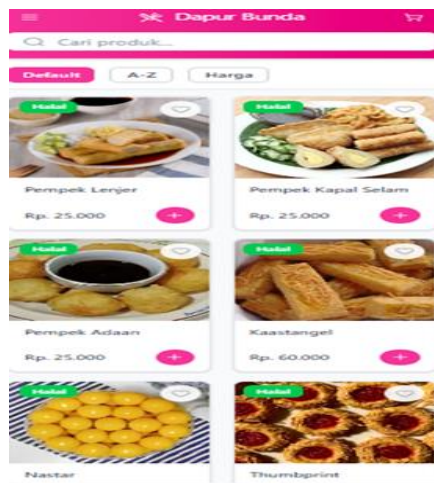 Dapur Bunda
Cari produk...
Default A-Z Harga
Halal Halal
Pempek Lenjer Pempek Kapal Selam
Rp. 25.000 + Rp. 25.000 +
Halal Halal
Pempek Adaan Kaastangel
Rp. 25.000 + Rp. 60.000 +
Halal Halal
Nastar Thumbprint